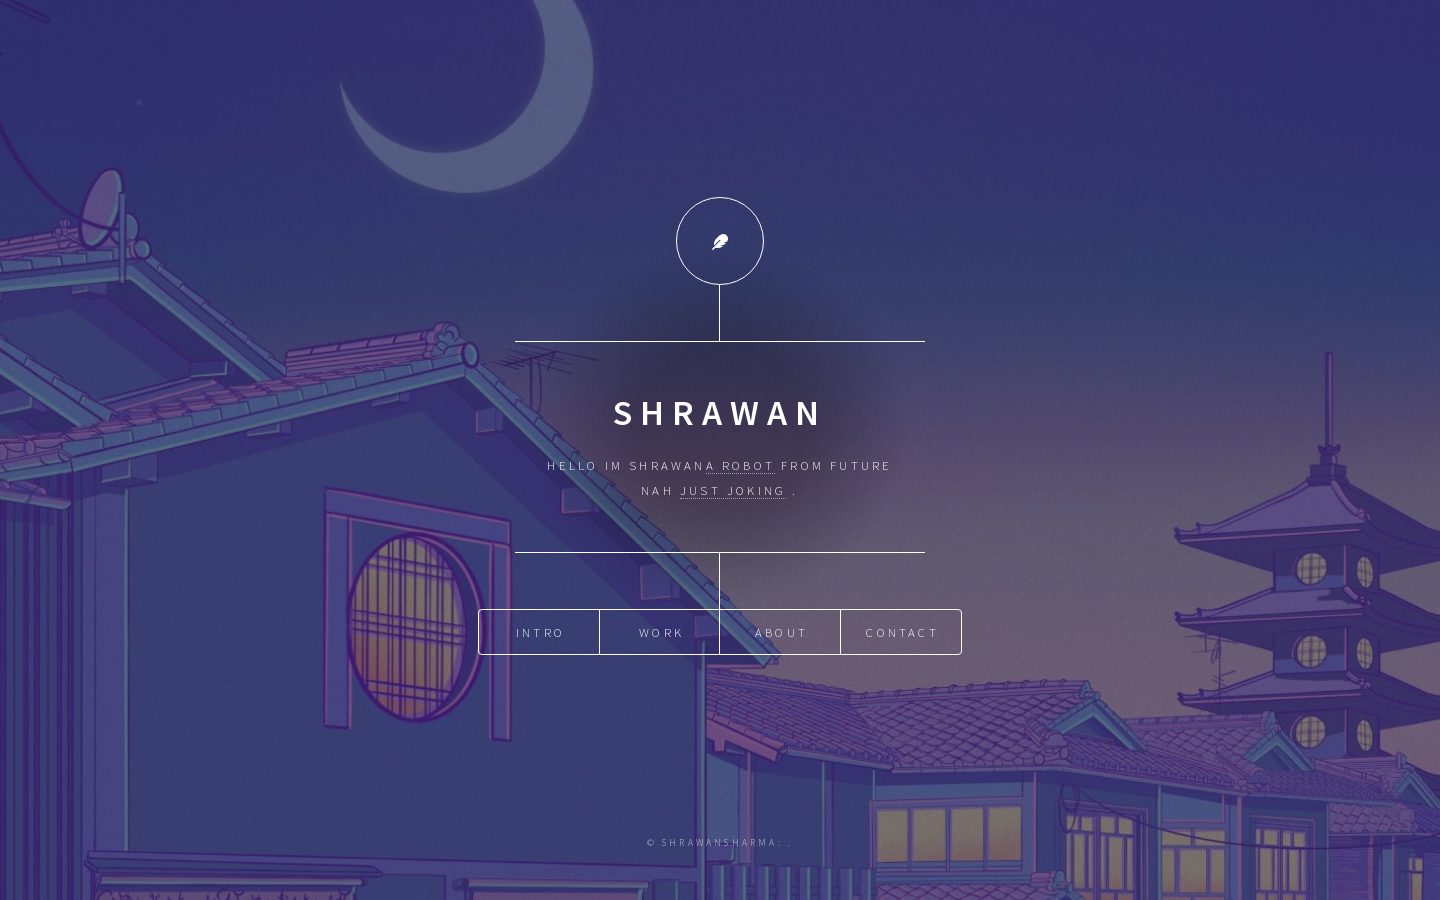 SHRAWAN
HELLO IM SHRAWANA ROBOT FROM FUTURE
NAH JUST JOKING .
INTRO
WORK
ABOUT
CONTACT
© SHRAWANSHARMA: .